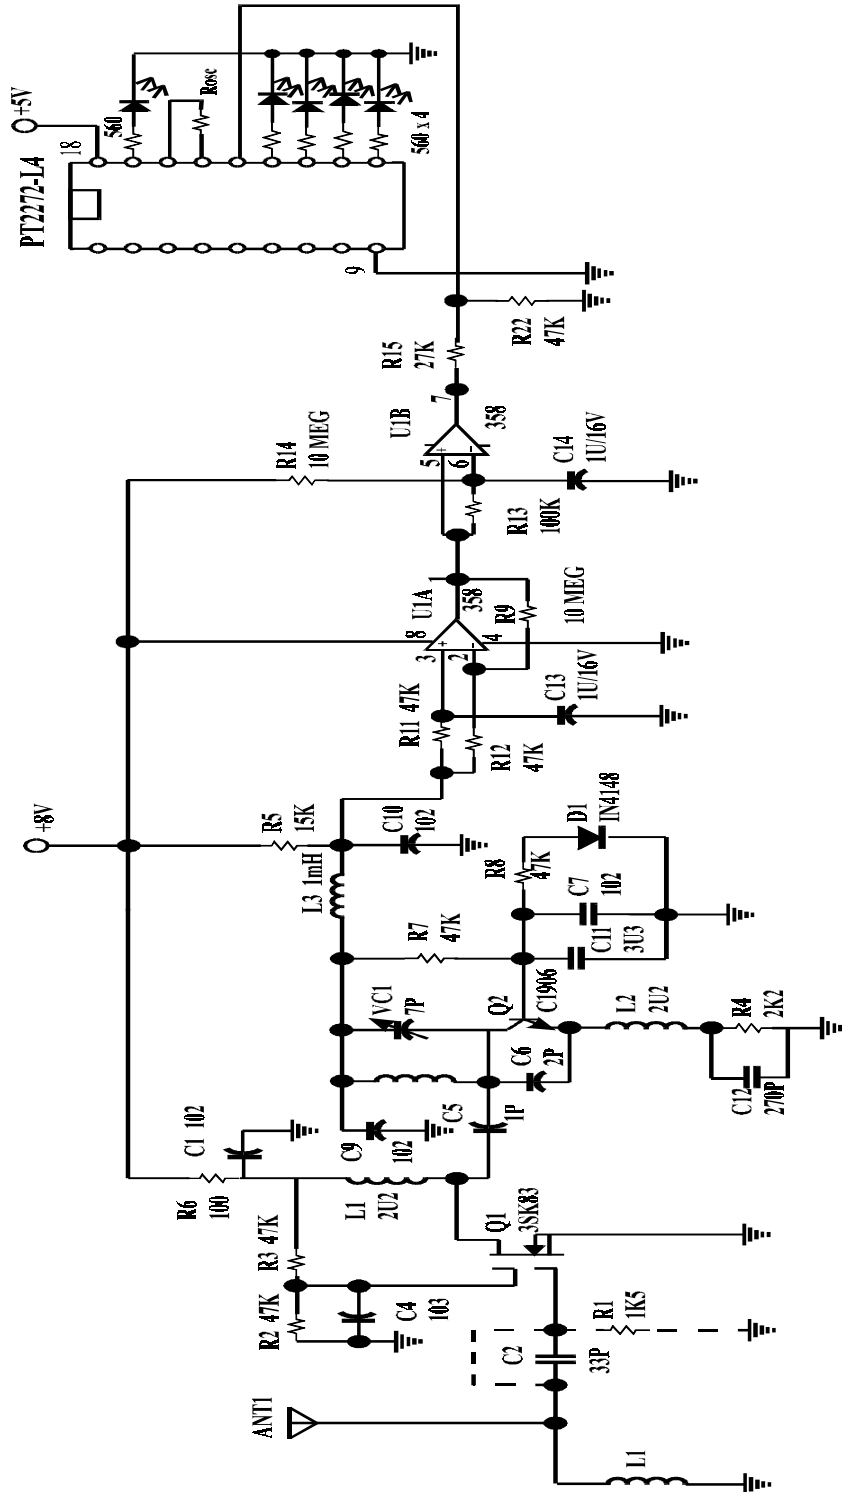 ANT1
L1
C2
33P
R1
1K5
R2 47K
R3 47K
C4
103
Q1
3SK83
R6
100
C1 102
L1
2U2
C9
102
C5
1P
C6
2P
VC1
7P
Q2
C1906
L2
2U2
R4
2K2
C12
270P
R7
47K
C11
3U3
C7
102
R8
47K
D1
IN4148
L3 1mH
R5
15K
+8V
C10
102
R11 47K
R12
47K
C13
1U/16V
3
2
8
4
+
-
U1A
358
R9
10 MEG
R13
100K
R14
10 MEG
C14
1U/16V
5
6
+
-
7
U1B
358
R15
27K
R22
47K
PT2272-L4
18
9
+5V
560
Rosc
560 x 4